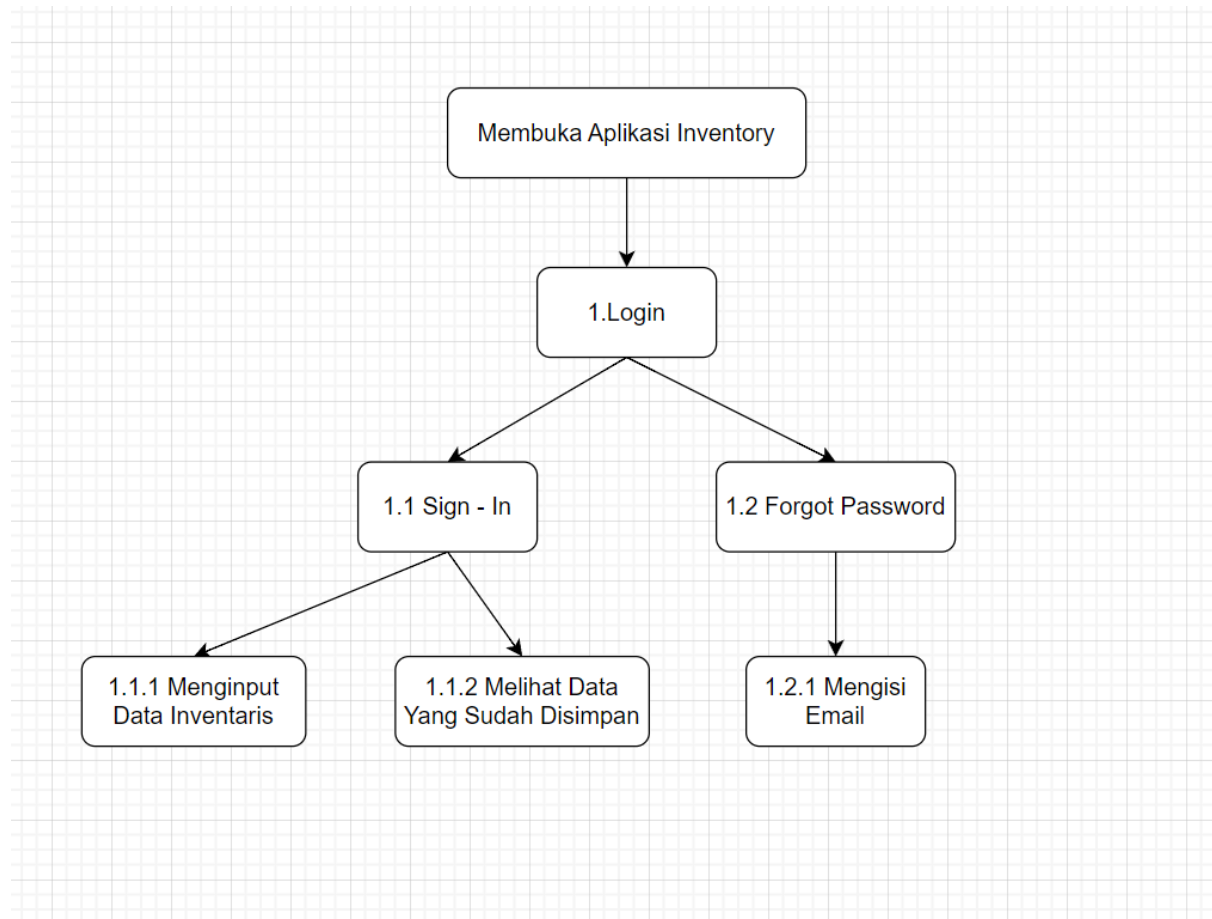 Membuka Aplikasi Inventory
1.Login
1.1 Sign - In
1.2 Forgot Password
1.1.1 Menginput
Data Inventaris
1.1.2 Melihat Data
Yang Sudah Disimpan
1.2.1 Mengisi
Email